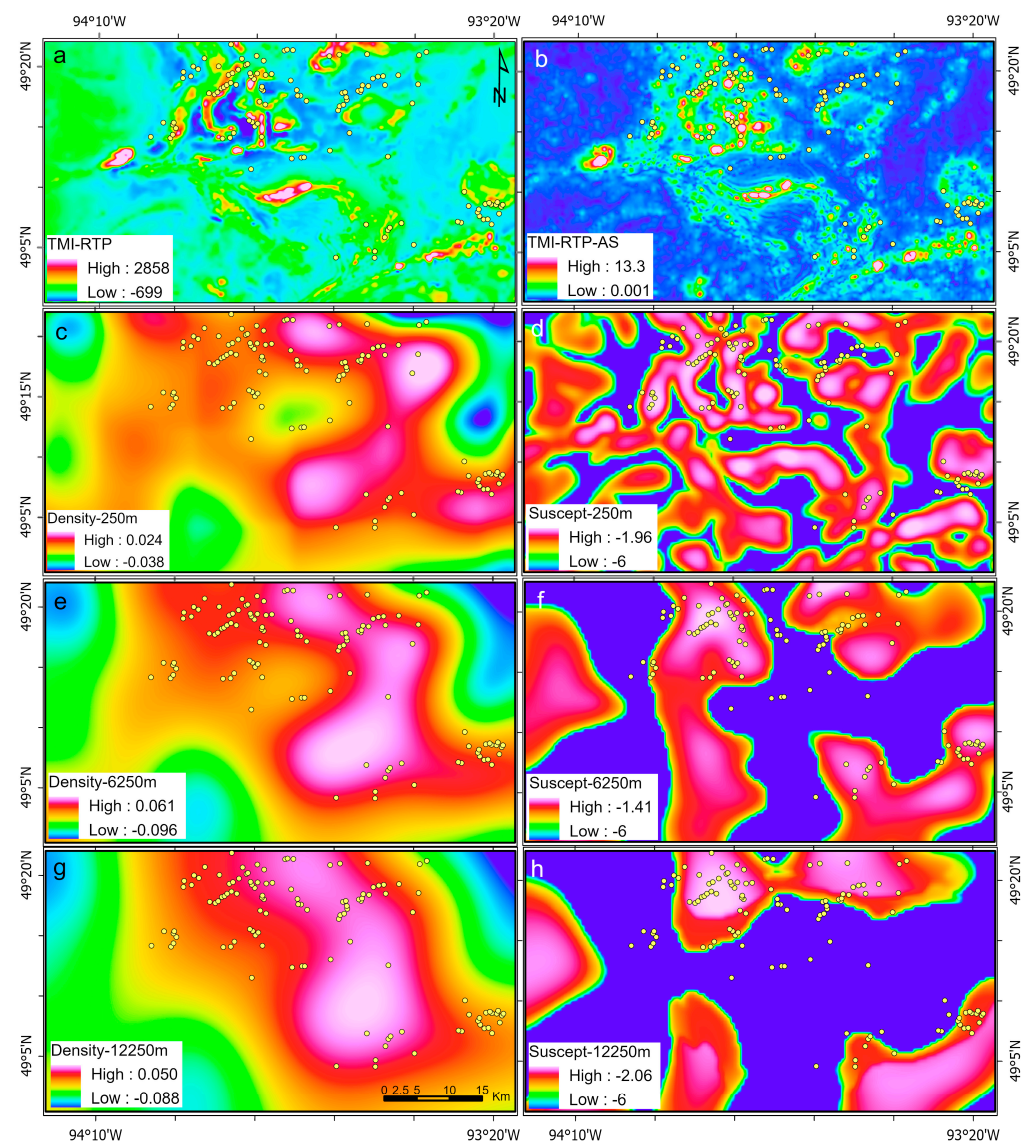 94°10'W 93°20'W 94°10'W 93°20'W
a
N
49°20'N
49°5'N
TMI-RTP
High : 2858
Low : -699
b
49°20'N
49°5'N
TMI-RTP-AS
High : 13.3
Low : 0.001
c
49°15'N
49°5'N
Density-250m
High : 0.024
Low : -0.038
d
49°20'N
49°5'N
Suscept-250m
High : -1.96
Low : -6
e
49°20'N
49°5'N
Density-6250m
High : 0.061
Low : -0.096
f
49°20'N
49°5'N
Suscept-6250m
High : -1.41
Low : -6
g
49°20'N
49°5'N
Density-12250m
High : 0.050
Low : -0.088
0 2.5 5 10 15
Km
h
49°20'N
49°5'N
Suscept-12250m
High : -2.06
Low : -6
94°10'W 93°20'W 94°10'W 93°20'W